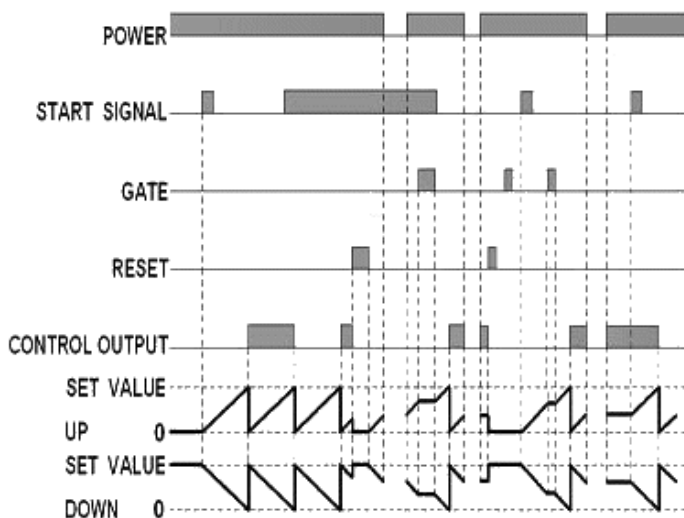 POWER
START SIGNAL
GATE
RESET
CONTROL OUTPUT
SET VALUE
UP 0
SET VALUE
DOWN 0